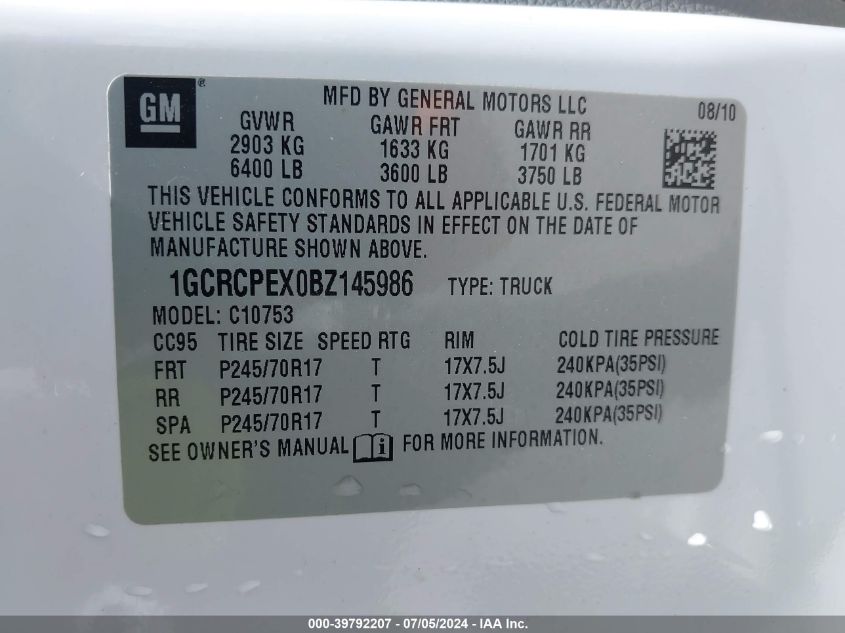 GM®
MFD BY GENERAL MOTORS LLC
08/10
GVWR GAWR FRT GAWR RR
2903 KG 1633 KG 1701 KG
6400 LB 3600 LB 3750 LB
THIS VEHICLE CONFORMS TO ALL APPLICABLE U.S. FEDERAL MOTOR
VEHICLE SAFETY STANDARDS IN EFFECT ON THE DATE OF
MANUFACTURE SHOWN ABOVE.
1GCRCPEX0BZ145986 TYPE: TRUCK
MODEL: C10753
CC95 TIRE SIZE SPEED RTG RIM COLD TIRE PRESSURE
FRT P245/70R17 T 17X7.5J 240KPA(35PSI)
RR P245/70R17 T 17X7.5J 240KPA(35PSI)
SPA P245/70R17 T 17X7.5J 240KPA(35PSI)
SEE OWNER'S MANUAL i FOR MORE INFORMATION.
000-39792207 - 07/05/2024 - IAAI.com